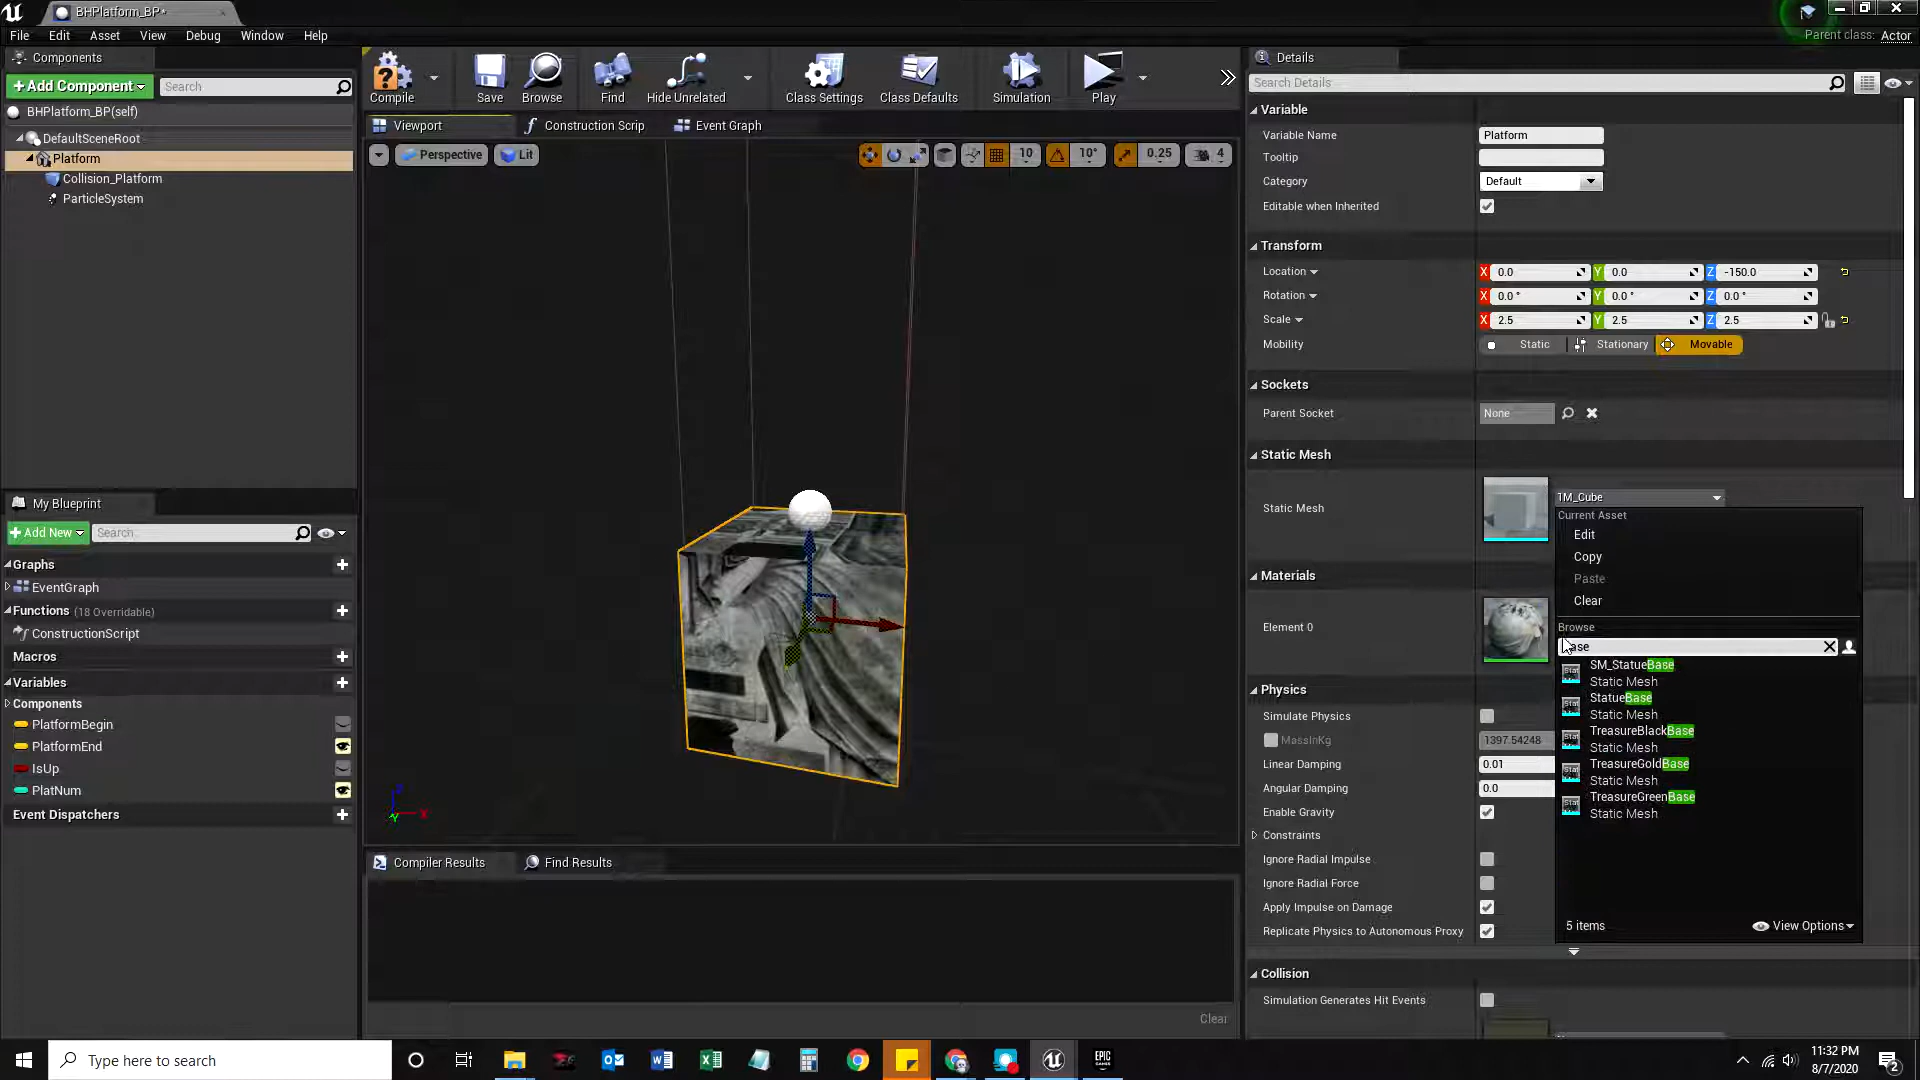 BHPlatform_BP*
File Edit Asset View Debug Window Help
Parent class: Actor
Components
+ Add Component
Search
BHPlatform_BP(self)
DefaultSceneRoot
Platform
Collision_Platform
ParticleSystem
Compile Save Browse Find Hide Unrelated Class Settings Class Defaults Simulation Play
Viewport Construction Scrip Event Graph
Perspective Lit 10 10° 0.25 4
My Blueprint
+ Add New
Search
Graphs
EventGraph
Functions (18 Overridable)
ConstructionScript
Macros
Variables
Components
PlatformBegin
PlatformEnd
IsUp
PlatNum
Event Dispatchers
Z
X
Y
Compiler Results Find Results
Clear
Details
Search Details
Variable
Variable Name Platform
Tooltip
Category Default
Editable when Inherited
Transform
Location X 0.0 Y 0.0 Z -150.0
Rotation X 0.0 ° Y 0.0 ° Z 0.0 °
Scale X 2.5 Y 2.5 Z 2.5
Mobility Static Stationary Movable
Sockets
Parent Socket None
Static Mesh
Static Mesh 1M_Cube
Current Asset
Edit
Copy
Paste
Clear
Browse
ase
SM_StatueBase
Static Mesh
StatueBase
Static Mesh
TreasureBlackBase
Static Mesh
TreasureGoldBase
Static Mesh
TreasureGreenBase
Static Mesh
5 items View Options
Materials
Element 0
Physics
Simulate Physics
MassInKg 1397.54248
Linear Damping 0.01
Angular Damping 0.0
Enable Gravity
Constraints
Ignore Radial Impulse
Ignore Radial Force
Apply Impulse on Damage
Replicate Physics to Autonomous Proxy
Collision
Simulation Generates Hit Events
Type here to search
EPIC
11:32 PM
8/7/2020
2